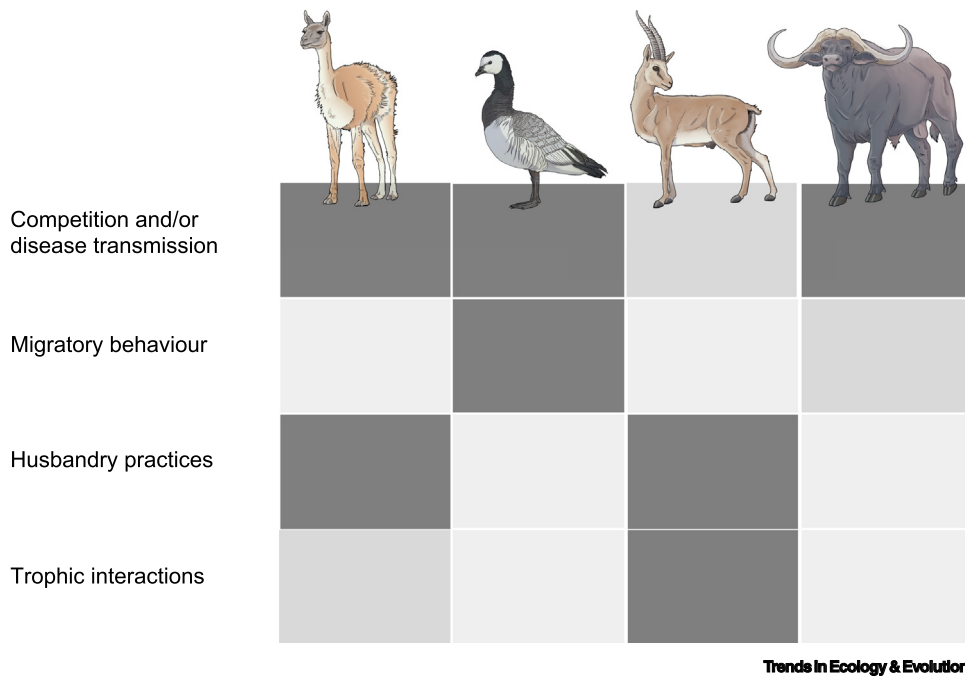 Competition and/or
disease transmission
Migratory behaviour
Husbandry practices
Trophic interactions
Trends in Ecology & Evolution